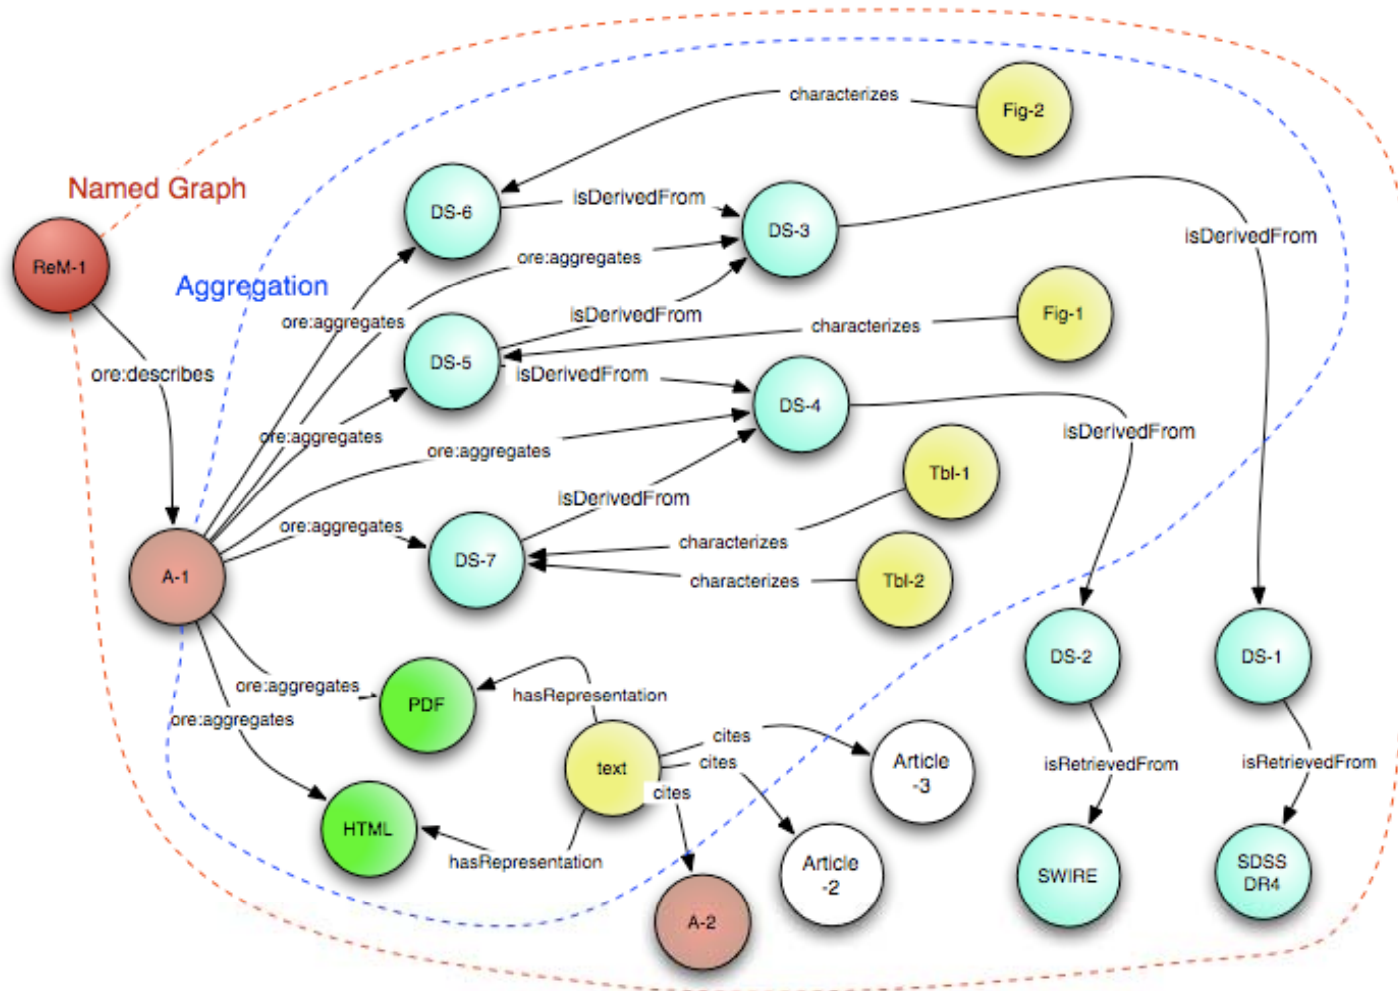 characterizes
Fig-2
Named Graph
DS-6
isDerivedFrom
DS-3
isDerivedFrom
ReM-1
ore:aggregates
Aggregation
ore:aggregates
isDerivedFrom
Fig-1
characterizes
DS-5
isDerivedFrom
ore:describes
DS-4
isDerivedFrom
ore:aggregates
ore:aggregates
Tbl-1
isDerivedFrom
ore:aggregates
characterizes
DS-7
A-1
characterizes
Tbl-2
DS-2
DS-1
ore:aggregates
hasRepresentation
PDF
ore:aggregates
cites
cites
text
Article
-3
isRetrievedFrom
isRetrievedFrom
cites
HTML
hasRepresentation
Article
-2
SWIRE
SDSS
DR4
A-2